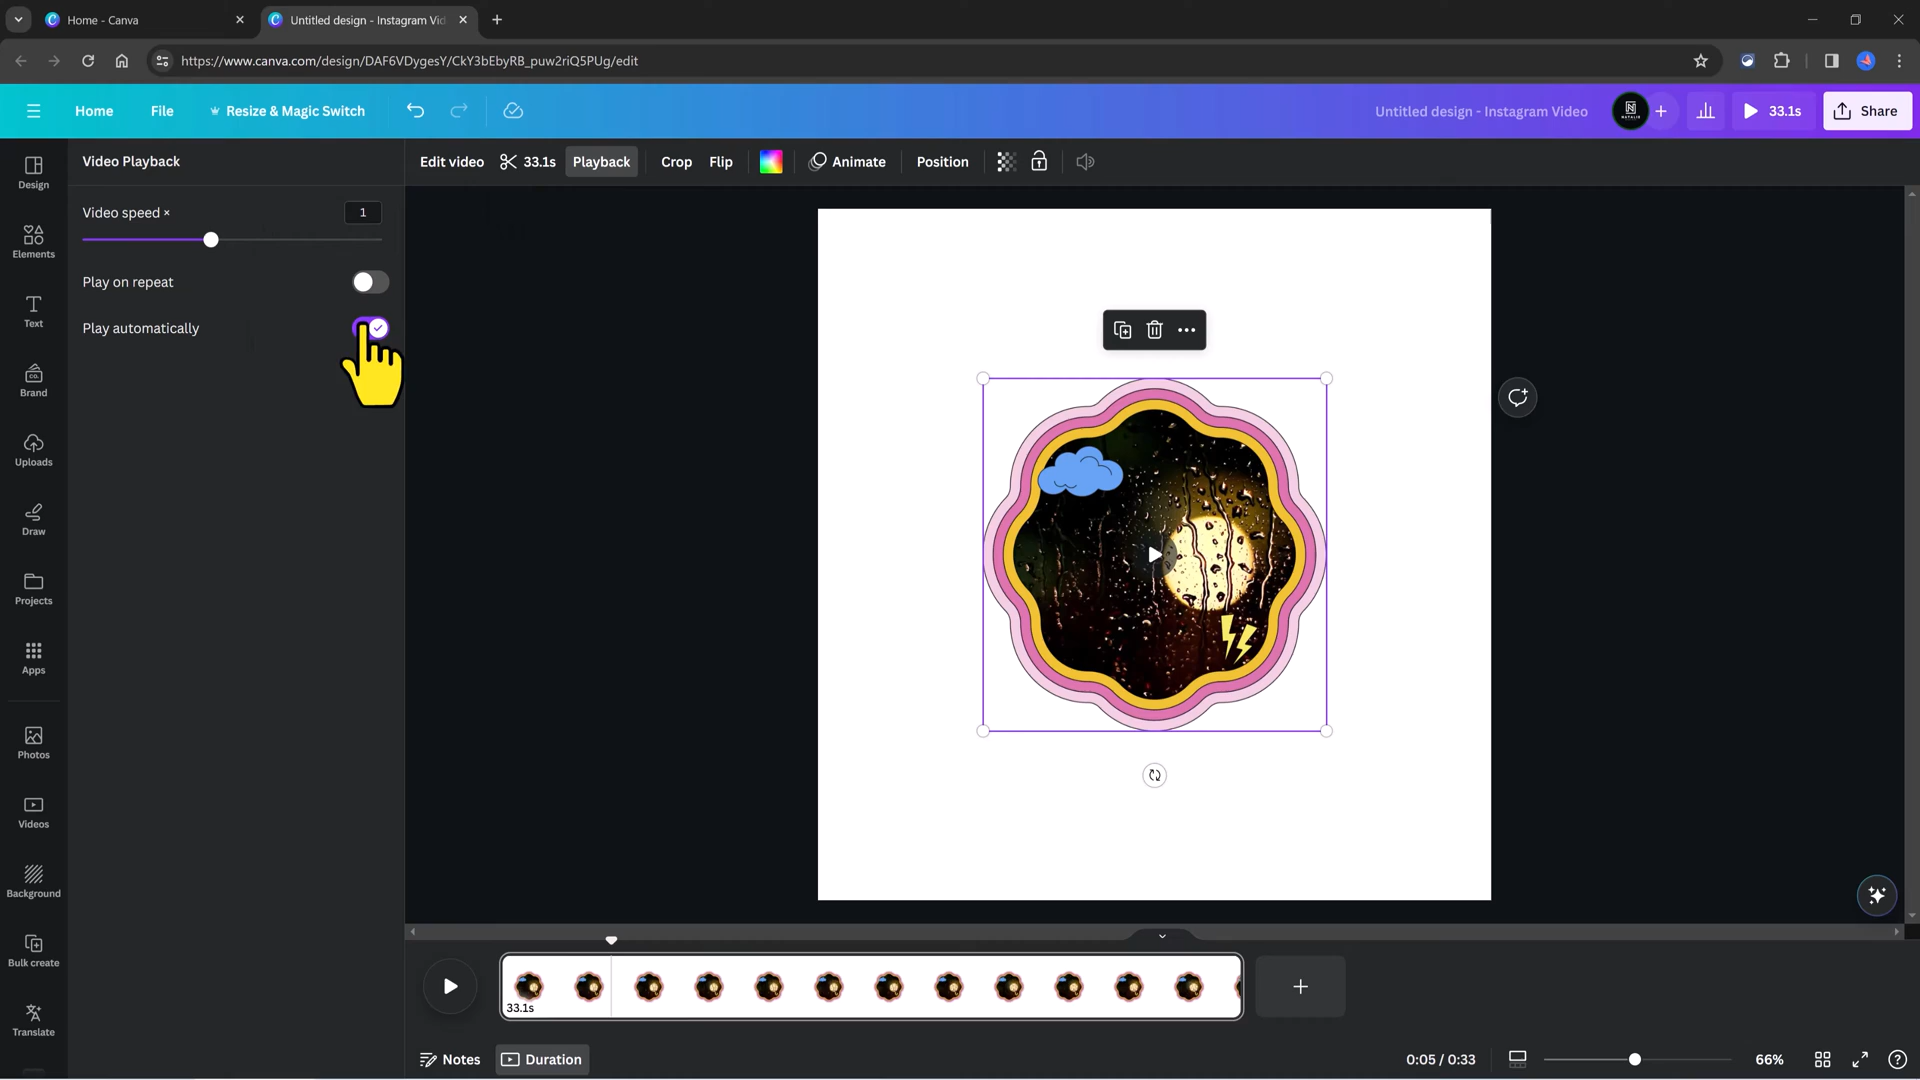 Home - Canva
Untitled design - Instagram Vid
https://www.canva.com/design/DAF6VDygesY/CkY3bEbyRB_puw2riQ5PUg/edit
Home
File
Resize & Magic Switch
Untitled design - Instagram Video
33.1s
Share
Design
Elements
Text
Brand
Uploads
Draw
Projects
Apps
Photos
Videos
Background
Bulk create
Translate
Video Playback
Video speed ×
1
Play on repeat
Play automatically
Edit video
33.1s
Playback
Crop
Flip
Animate
Position
33.1s
Notes
Duration
0:05 / 0:33
66%